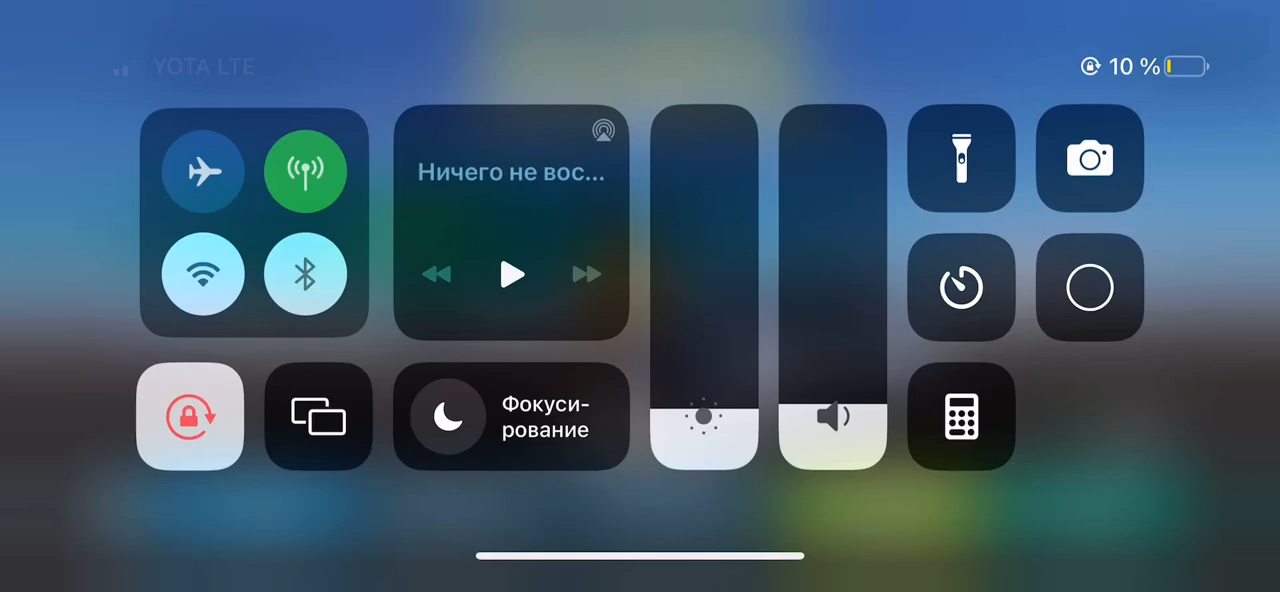 YOTA LTE
10 %
Ничего не вос...
Фокуси-
рование